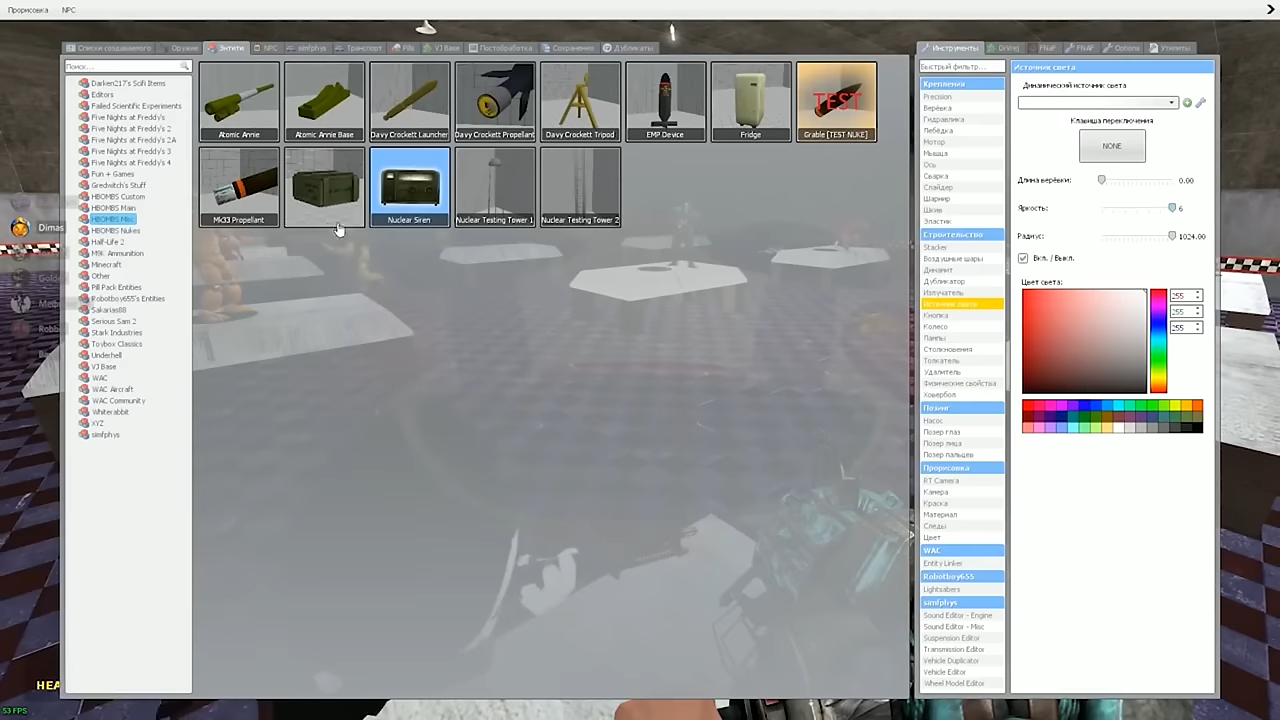 Прорисовка NPC
Списки создаваемого Оружие Энтити NPC simfphys Транспорт Pills VJ Base Постобработка Сохранения Дубликаты
Поиск...
Darken217's SciFi Items
Editors
Failed Scientific Experiments
Five Nights at Freddy's
Five Nights at Freddy's 2
Five Nights at Freddy's 2A
Five Nights at Freddy's 3
Five Nights at Freddy's 4
Fun + Games
Gredwitch's Stuff
HBOMBS Custom
HBOMBS Main
HBOMBS Misc
HBOMBS Nukes
Half-Life 2
M9K Ammunition
Minecraft
Other
Pill Pack Entities
Robotboy655's Entities
Sakarias88
Serious Sam 2
Stark Industries
Toybox Classics
Underhell
VJ Base
WAC
WAC Aircraft
WAC Community
Whiterabbit
XYZ
simfphys
Atomic Annie Atomic Annie Base Davy Crockett Launcher Davy Crockett Propellant Davy Crockett Tripod EMP Device Fridge Grable [TEST NUKE]
TEST
Mk33 Propellant Nuclear Siren Nuclear Testing Tower 1 Nuclear Testing Tower 2
Инструменты FNaF FNAF Options Утилиты
Быстрый фильтр...
Крепления
Precision
Верёвка
Гидравлика
Лебёдка
Мотор
Мышца
Ось
Сварка
Слайдер
Шарнир
Шкив
Эластик
Строительство
Stacker
Воздушные шары
Динамит
Дубликатор
Излучатель
Источник света
Кнопка
Колесо
Лампы
Столкновения
Толкатель
Удалитель
Физические свойства
Ховербол
Позинг
Насос
Позер глаз
Позер лица
Позер пальцев
Прорисовка
RT Camera
Камера
Краска
Материал
Следы
Цвет
WAC
Entity Linker
Robotboy655
Lightsabers
simfphys
Sound Editor - Engine
Sound Editor - Misc
Suspension Editor
Transmission Editor
Vehicle Duplicator
Vehicle Editor
Wheel Model Editor
Источник света
Динамический источник света
Клавиша переключения
NONE
Длина верёвки: 0.00
Яркость: 6
Радиус: 1024.00
Вкл. / Выкл.
Цвет света:
255
255
255
Dimas
HEA
53 FPS